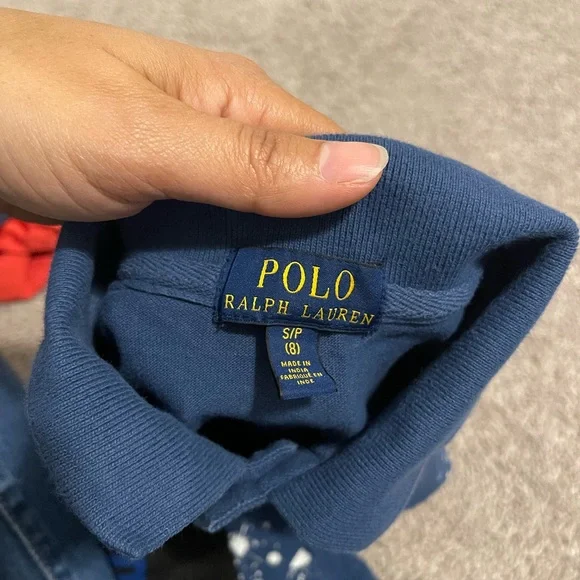 POLO
RALPH LAUREN
S/P
(8)
MADE IN
INDIA
FABRIQUÉ EN
INDE